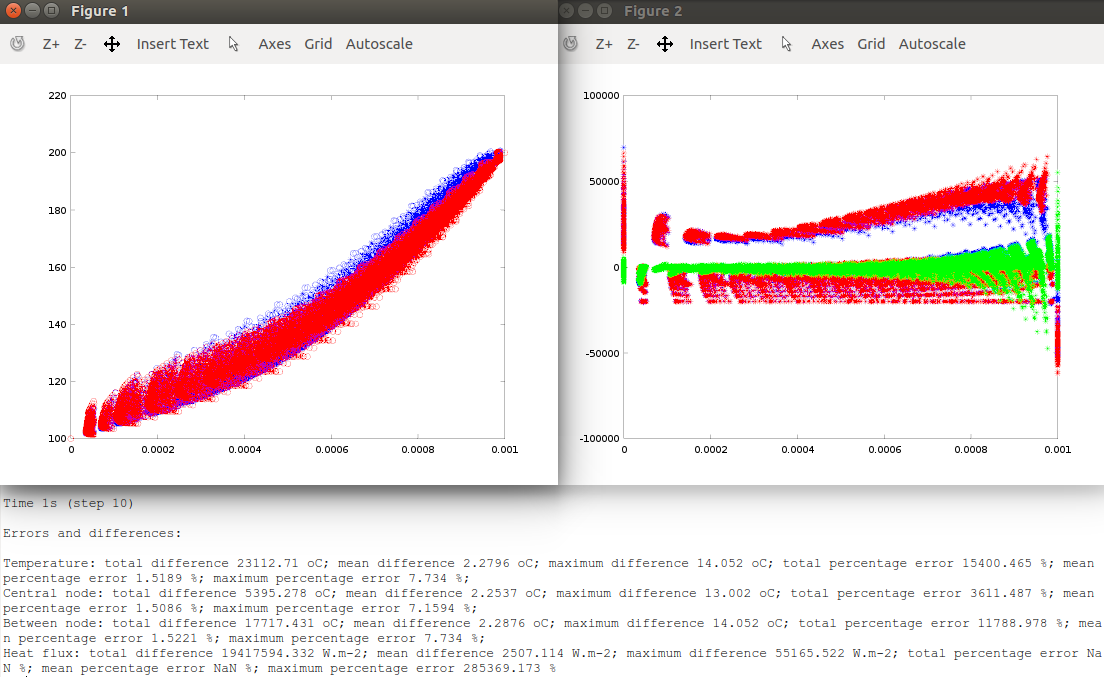 Figure 1
Z+ Z- Insert Text Axes Grid Autoscale
220
200
180
160
140
120
100
0 0.0002 0.0004 0.0006 0.0008 0.001
Figure 2
Z+ Z- Insert Text Axes Grid Autoscale
100000
50000
0
-50000
-100000
0 0.0002 0.0004 0.0006 0.0008 0.001
Time 1s (step 10)
Errors and differences:
Temperature: total difference 23112.71 oC; mean difference 2.2796 oC; maximum difference 14.052 oC; total percentage error 15400.465 %; mean
percentage error 1.5189 %; maximum percentage error 7.734 %;
Central node: total difference 5395.278 oC; mean difference 2.2537 oC; maximum difference 13.002 oC; total percentage error 3611.487 %; mean
percentage error 1.5086 %; maximum percentage error 7.1594 %;
Between node: total difference 17717.431 oC; mean difference 2.2876 oC; maximum difference 14.052 oC; total percentage error 11788.978 %; mea
n percentage error 1.5221 %; maximum percentage error 7.734 %;
Heat flux: total difference 19417594.332 W.m-2; mean difference 2507.114 W.m-2; maximum difference 55165.522 W.m-2; total percentage error Na
N %; mean percentage error NaN %; maximum percentage error 285369.173 %